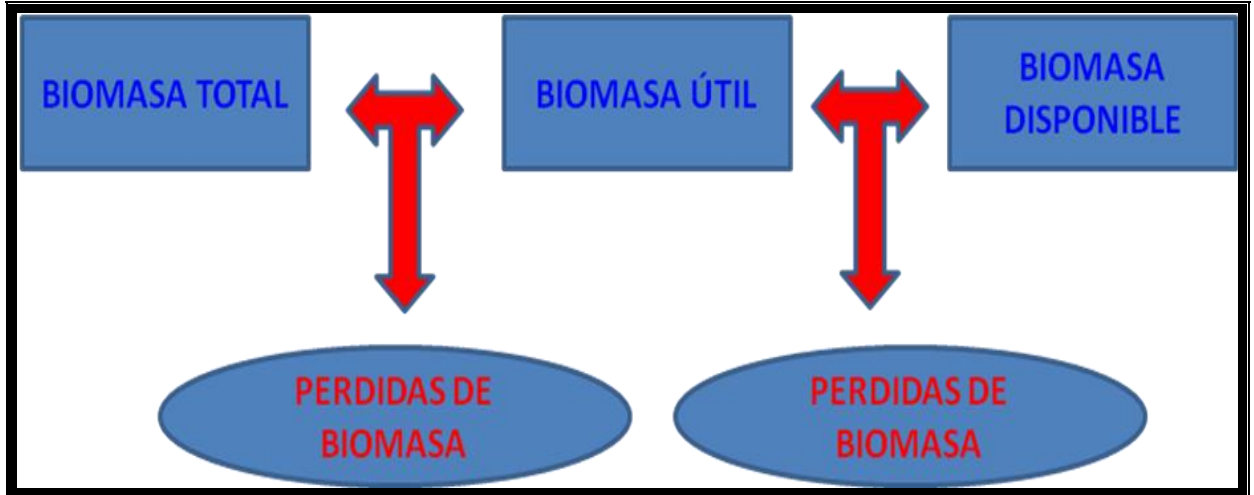 BIOMASA TOTAL
BIOMASA ÚTIL
BIOMASA
DISPONIBLE
PERDIDAS DE
BIOMASA
PERDIDAS DE
BIOMASA